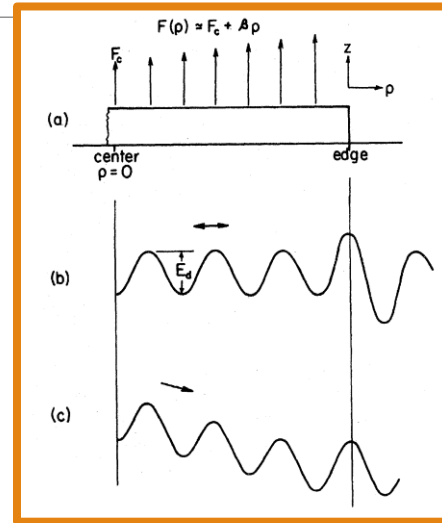 F(ρ) ≃ F_c + βρ
F_c
z
ρ
(a)
center
ρ = 0
edge
(b)
E_d
(c)